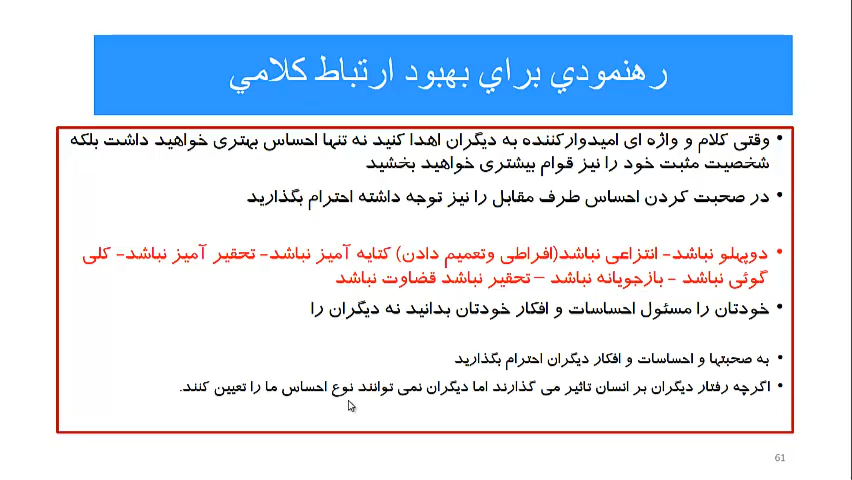 رهنمودي براي بهبود ارتباط کلامي
• وقتی کلام و واژه ای امیدوارکننده به دیگران اهدا کنید نه تنها احساس بهتری خواهید داشت بلکه
شخصیت مثبت خود را نیز قوام بیشتری خواهید بخشید
• در صحبت کردن احساس طرف مقابل را نیز توجه داشته احترام بگذارید
• دوپهلو نباشد- انتزاعی نباشد(افراطی وتعمیم دادن) کتایه آمیز نباشد- تحقیر آمیز نباشد- کلی
گوئی نباشد - بازجویانه نباشد – تحقیر نباشد قضاوت نباشد
• خودتان را مسئول احساسات و افکار خودتان بدانید نه دیگران را
• به صحبتها و احساسات و افکار دیگران احترام بگذارید
• اگرچه رفتار دیگران بر انسان تاثیر می گذارند اما دیگران نمی توانند نوع احساس ما را تعیین کنند.
61